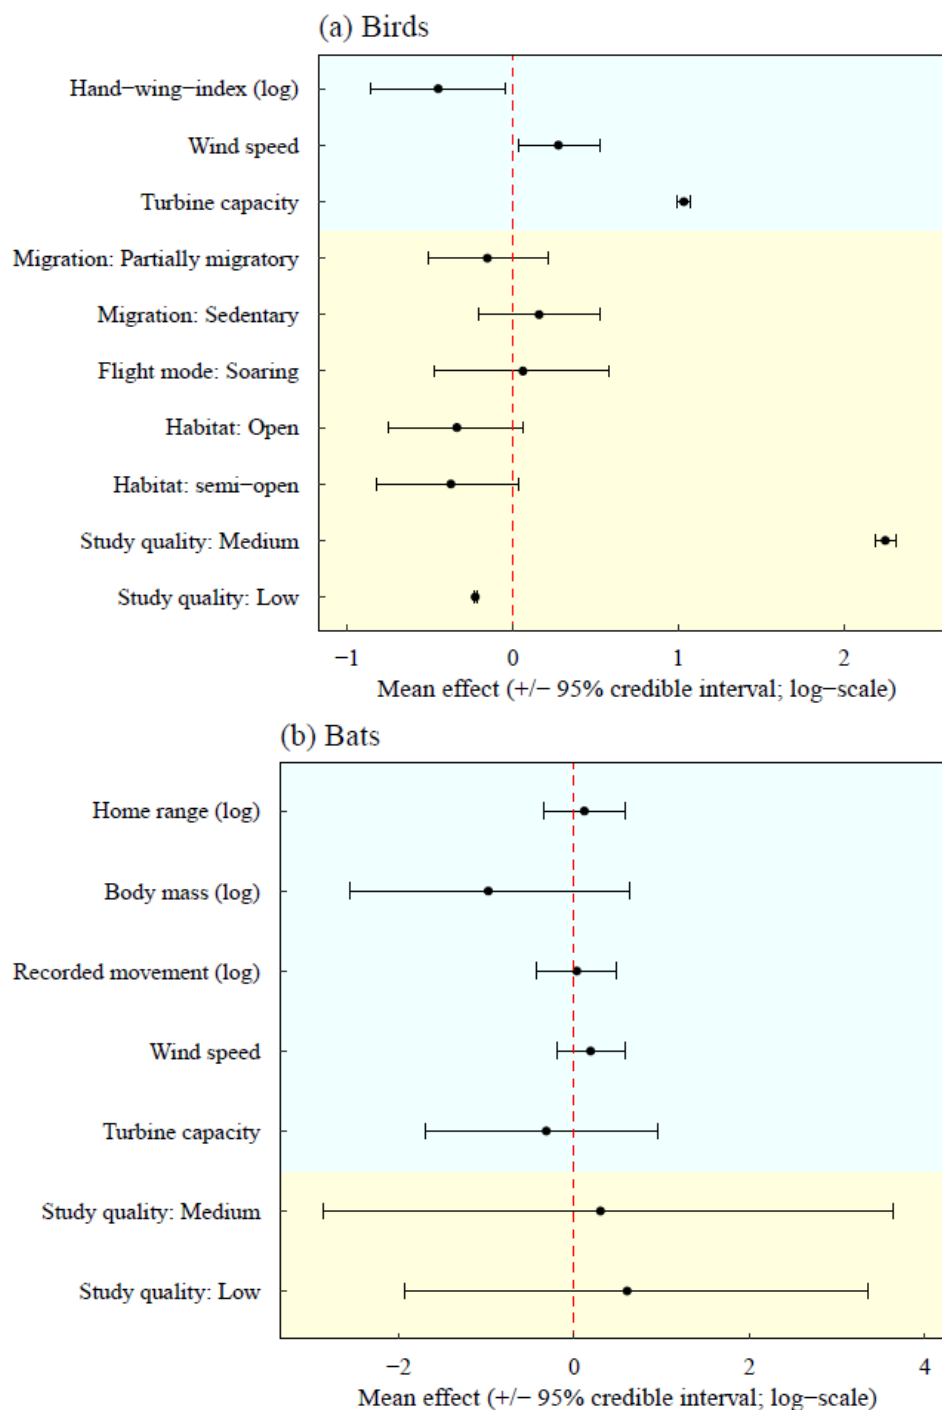 (a) Birds
Hand−wing−index (log)
Wind speed
Turbine capacity
Migration: Partially migratory
Migration: Sedentary
Flight mode: Soaring
Habitat: Open
Habitat: semi−open
Study quality: Medium
Study quality: Low
−1 0 1 2
Mean effect (+/− 95% credible interval; log−scale)
(b) Bats
Home range (log)
Body mass (log)
Recorded movement (log)
Wind speed
Turbine capacity
Study quality: Medium
Study quality: Low
−2 0 2 4
Mean effect (+/− 95% credible interval; log−scale)